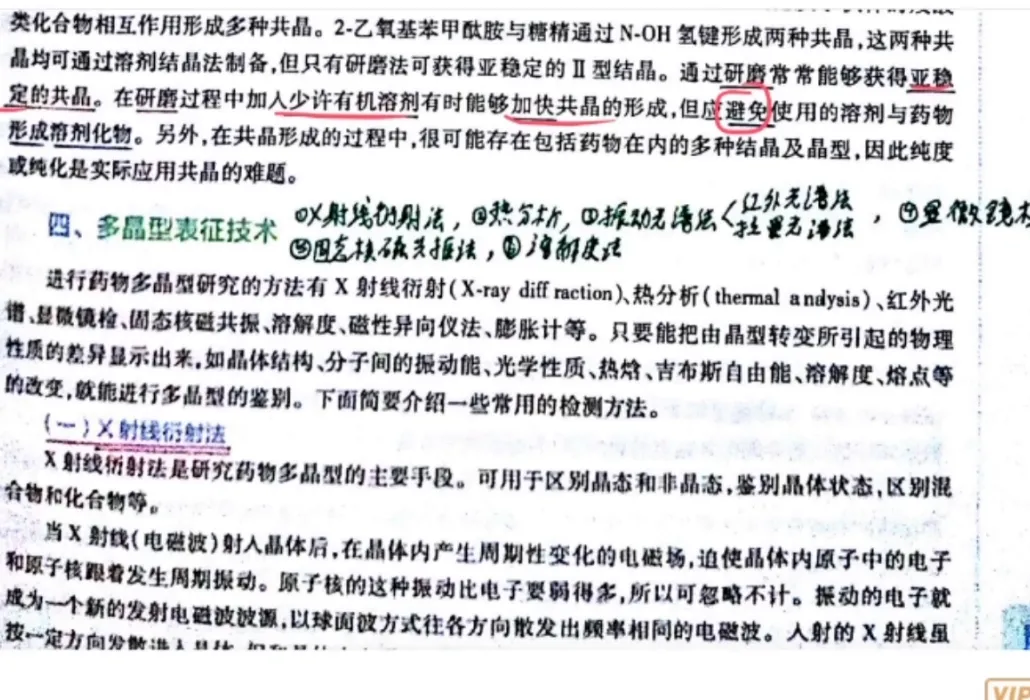 类化合物相互作用形成多种共晶。2-乙氧基苯甲酰胺与糖精通过 N-OH 氢键形成两种共晶,这两种共
晶均可通过溶剂结晶法制备,但只有研磨法可获得亚稳定的 II 型结晶。通过研磨常常能够获得亚稳
定的共晶。在研磨过程中加入少许有机溶剂有时能够加快共晶的形成,但应避免使用的溶剂与药物
形成溶剂化物。另外,在共晶形成的过程中,很可能存在包括药物在内的多种结晶及晶型,因此纯度
或纯化是实际应用共晶的难题。
四、多晶型表征技术
①X射线衍射法,②热分析,③振动光谱法<红外光谱法 拉曼光谱法,④显微镜检
⑤固态核磁共振法,⑥溶解度法
进行药物多晶型研究的方法有 X 射线衍射(X-ray diff raction)、热分析(thermal analysis)、红外光
谱、显微镜检、固态核磁共振、溶解度、磁性异向仪法、膨胀计等。只要能把由晶型转变所引起的物理
性质的差异显示出来,如晶体结构、分子间的振动能、光学性质、热焓、吉布斯自由能、溶解度、熔点等
的改变,就能进行多晶型的鉴别。下面简要介绍一些常用的检测方法。
(一)X 射线衍射法
X 射线衍射法是研究药物多晶型的主要手段。可用于区别晶态和非晶态,鉴别晶体状态,区别混
合物和化合物等。
当 X 射线(电磁波)射入晶体后,在晶体内产生周期性变化的电磁场,迫使晶体内原子中的电子
和原子核跟着发生周期振动。原子核的这种振动比电子要弱得多,所以可忽略不计。振动的电子就
成为一个新的发射电磁波波源,以球面波方式往各方向散发出频率相同的电磁波。入射的 X 射线虽
按一定方向发散进入晶体
VIP